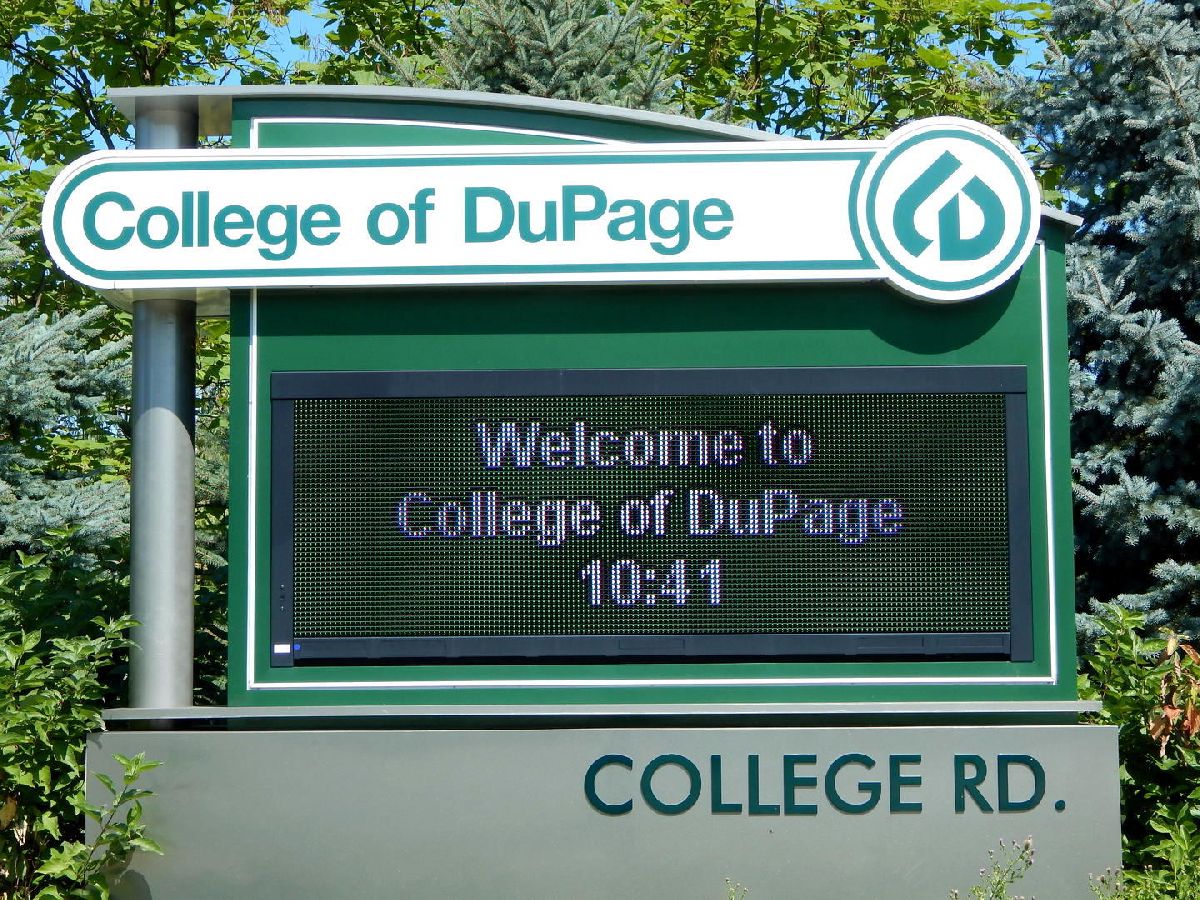 College of DuPage
Welcome to
College of DuPage
10:41
COLLEGE RD.